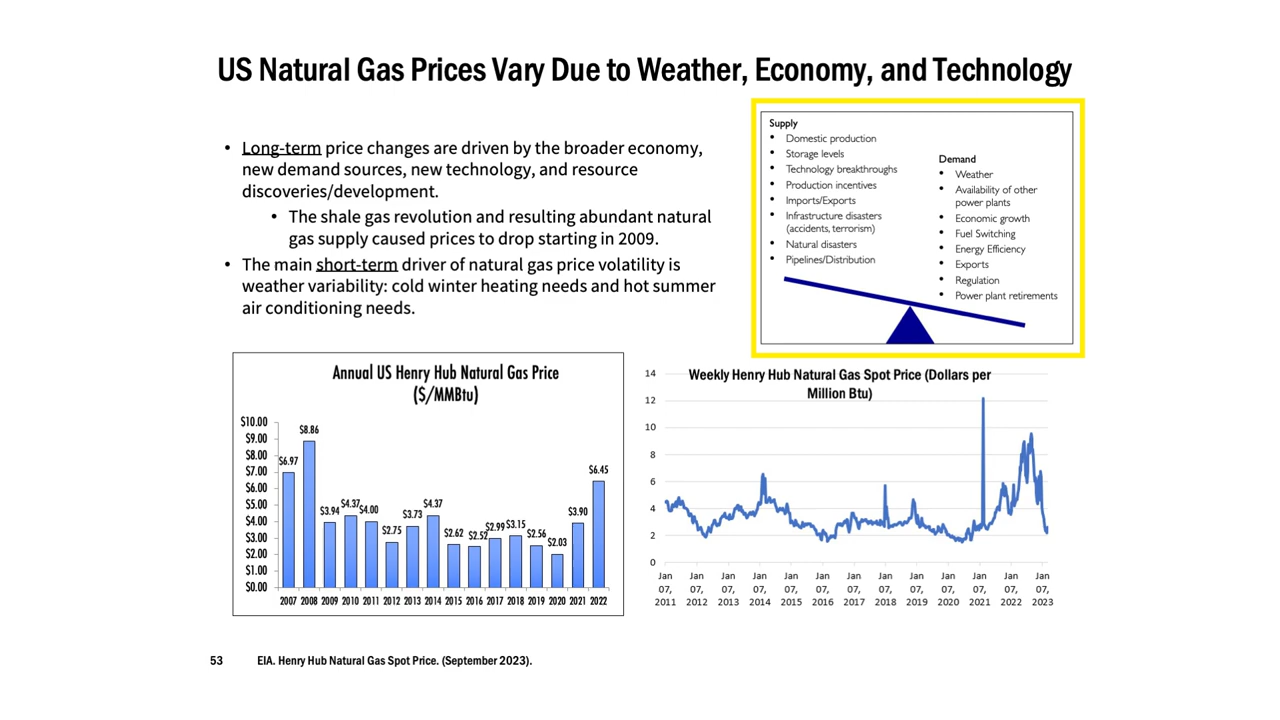 US Natural Gas Prices Vary Due to Weather, Economy, and Technology
• Long-term price changes are driven by the broader economy,
new demand sources, new technology, and resource
discoveries/development.
• The shale gas revolution and resulting abundant natural
gas supply caused prices to drop starting in 2009.
• The main short-term driver of natural gas price volatility is
weather variability: cold winter heating needs and hot summer
air conditioning needs.
Supply
• Domestic production
• Storage levels
• Technology breakthroughs
• Production incentives
• Imports/Exports
• Infrastructure disasters
(accidents, terrorism)
• Natural disasters
• Pipelines/Distribution
Demand
• Weather
• Availability of other
power plants
• Economic growth
• Fuel Switching
• Energy Efficiency
• Exports
• Regulation
• Power plant retirements
Annual US Henry Hub Natural Gas Price
($/MMBtu)
$10.00
$9.00
$8.00
$7.00
$6.00
$5.00
$4.00
$3.00
$2.00
$1.00
$0.00
$6.97
$8.86
$3.94
$4.37
$4.00
$2.75
$3.73
$4.37
$2.62
$2.52
$2.99
$3.15
$2.56
$2.03
$3.90
$6.45
2007 2008 2009 2010 2011 2012 2013 2014 2015 2016 2017 2018 2019 2020 2021 2022
Weekly Henry Hub Natural Gas Spot Price (Dollars per
Million Btu)
14
12
10
8
6
4
2
0
Jan Jan Jan Jan Jan Jan Jan Jan Jan Jan Jan Jan Jan
07, 07, 07, 07, 07, 07, 07, 07, 07, 07, 07, 07, 07,
2011 2012 2013 2014 2015 2016 2017 2018 2019 2020 2021 2022 2023
53 EIA. Henry Hub Natural Gas Spot Price. (September 2023).